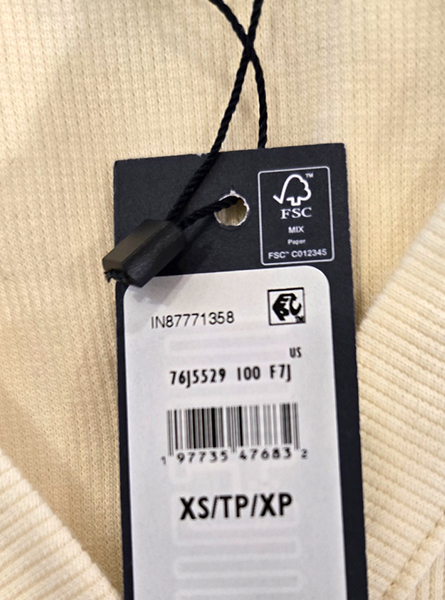 FSC
MIX
Paper
FSC™ C012345
IN87771358
US
76J5529 100 F7J
1 97735 47683 2
XS/TP/XP